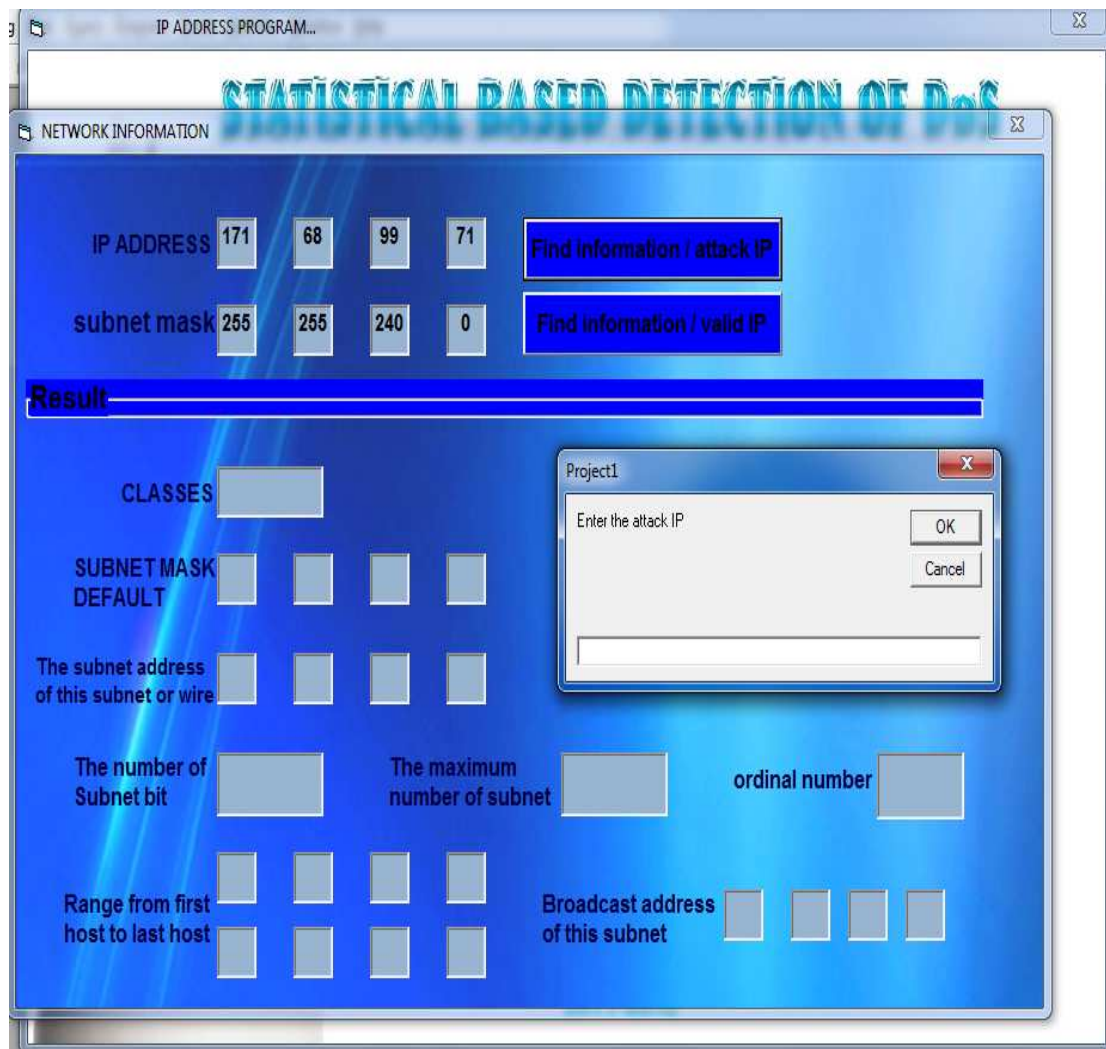 IP ADDRESS PROGRAM...
STATISTICAL BASED DETECTION OF DoS
NETWORK INFORMATION
IP ADDRESS 171 68 99 71 Find information / attack IP
subnet mask 255 255 240 0 Find information / valid IP
Result
CLASSES
Project1
Enter the attack IP
OK
Cancel
SUBNET MASK
DEFAULT
The subnet address
of this subnet or wire
The number of
Subnet bit
The maximum
number of subnet
ordinal number
Range from first
host to last host
Broadcast address
of this subnet